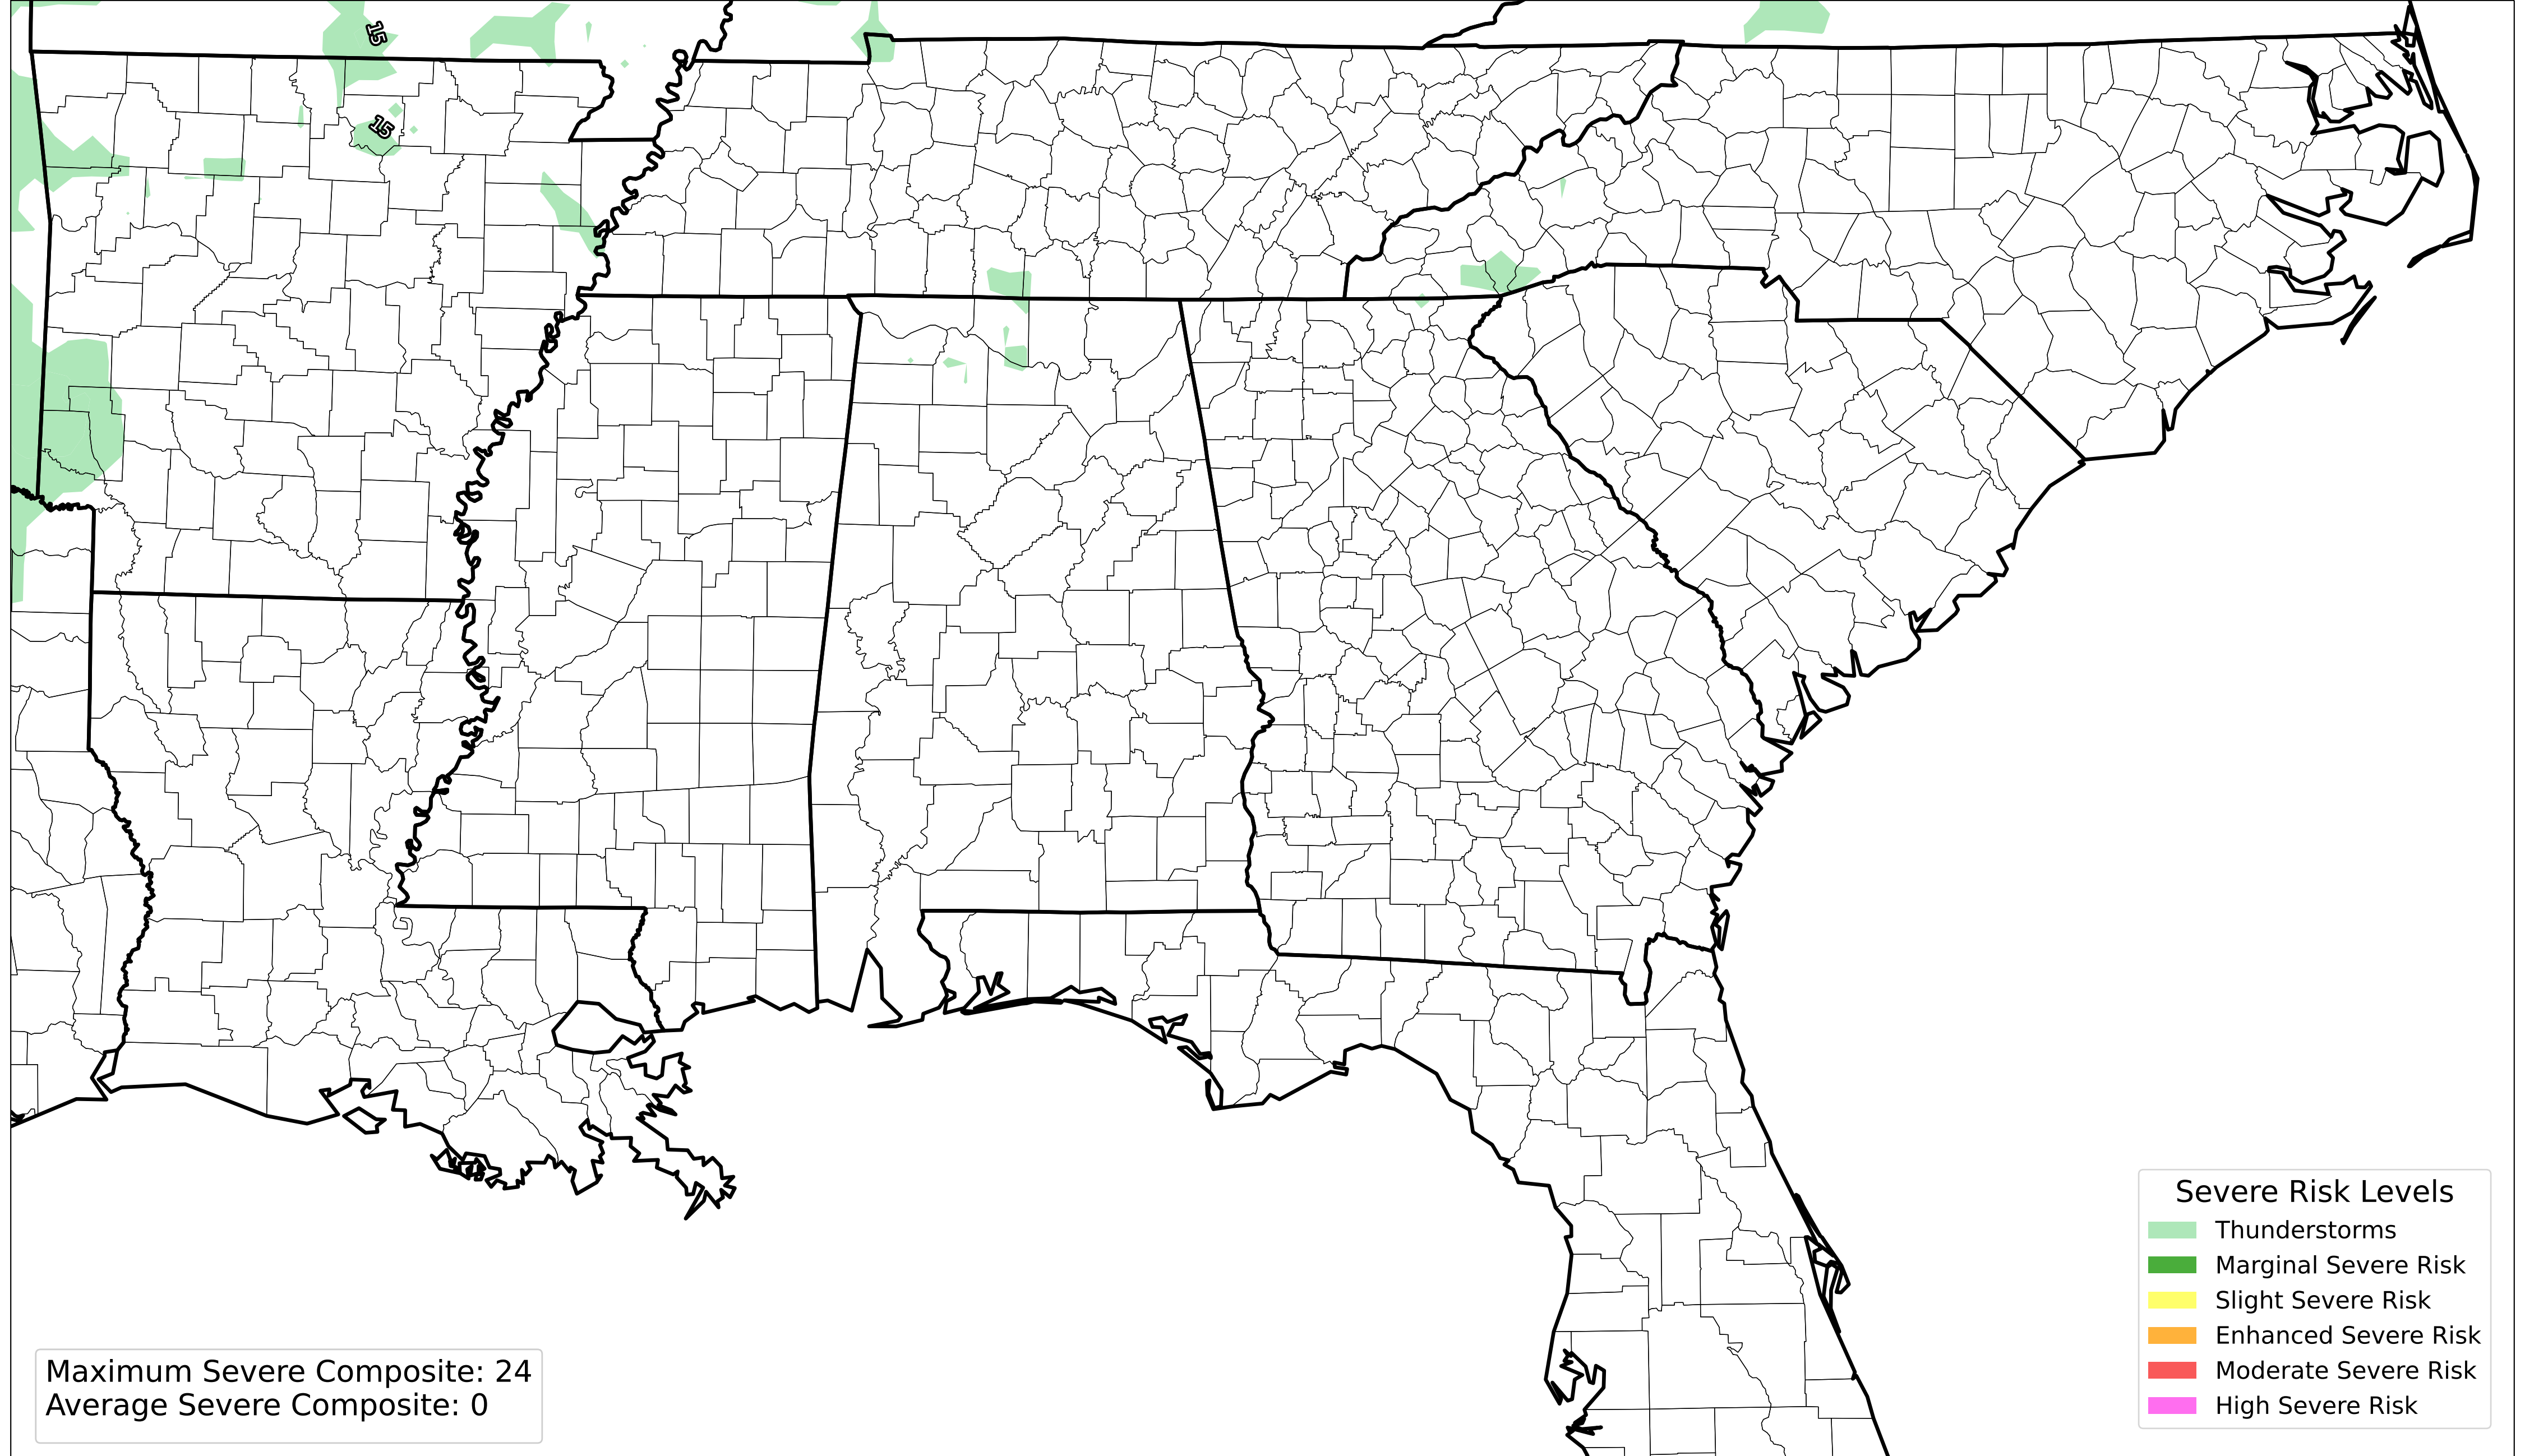 15
15
Severe Risk Levels
Thunderstorms
Marginal Severe Risk
Slight Severe Risk
Enhanced Severe Risk
Moderate Severe Risk
High Severe Risk
Maximum Severe Composite: 24
Average Severe Composite: 0